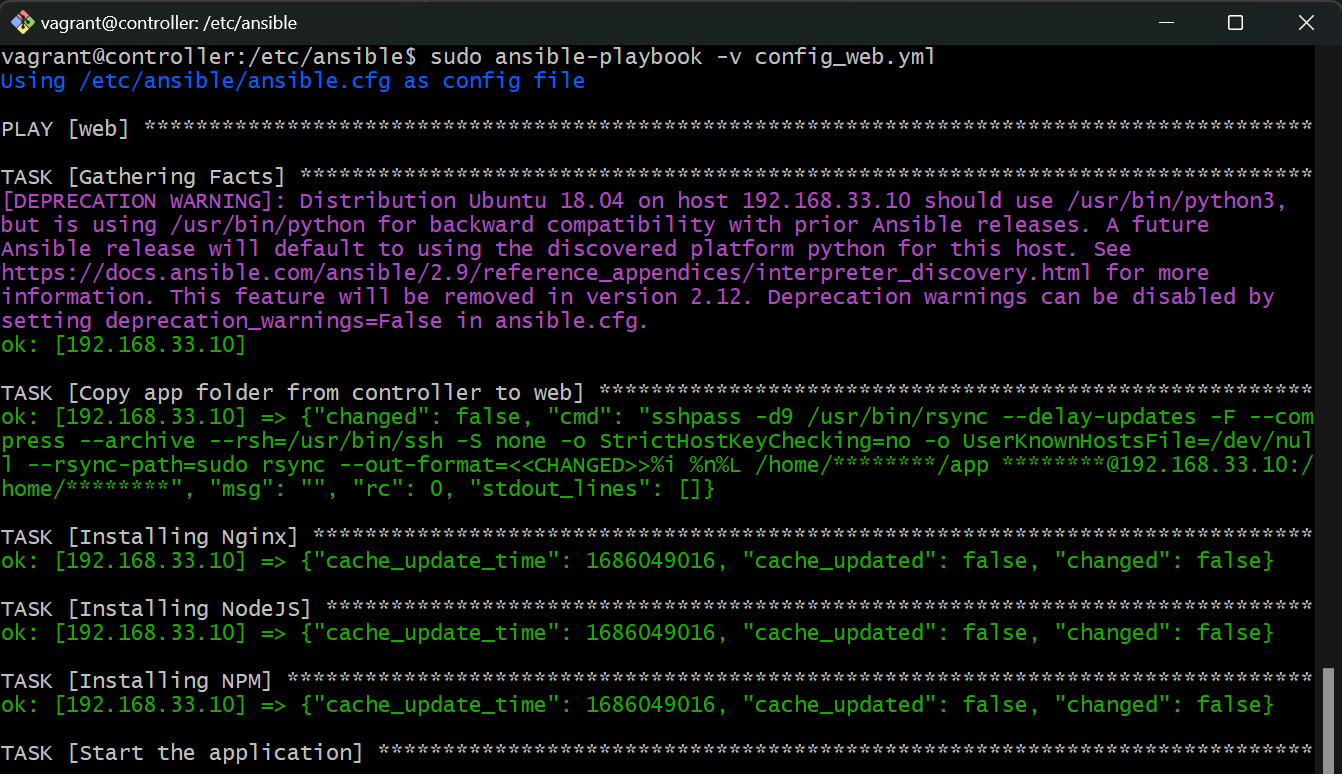 vagrant@controller: /etc/ansible
vagrant@controller:/etc/ansible$ sudo ansible-playbook -v config_web.yml
Using /etc/ansible/ansible.cfg as config file
PLAY [web] ******************************************************************************************
TASK [Gathering Facts] ******************************************************************************
[DEPRECATION WARNING]: Distribution Ubuntu 18.04 on host 192.168.33.10 should use /usr/bin/python3,
but is using /usr/bin/python for backward compatibility with prior Ansible releases. A future
Ansible release will default to using the discovered platform python for this host. See
https://docs.ansible.com/ansible/2.9/reference_appendices/interpreter_discovery.html for more
information. This feature will be removed in version 2.12. Deprecation warnings can be disabled by
setting deprecation_warnings=False in ansible.cfg.
ok: [192.168.33.10]
TASK [Copy app folder from controller to web] *******************************************************
ok: [192.168.33.10] => {"changed": false, "cmd": "sshpass -d9 /usr/bin/rsync --delay-updates -F --com
press --archive --rsh=/usr/bin/ssh -S none -o StrictHostKeyChecking=no -o UserKnownHostsFile=/dev/nul
l --rsync-path=sudo rsync --out-format=<<CHANGED>>%i %n%L /home/********/app ********@192.168.33.10:/
home/********", "msg": "", "rc": 0, "stdout_lines": []}
TASK [Installing Nginx] *****************************************************************************
ok: [192.168.33.10] => {"cache_update_time": 1686049016, "cache_updated": false, "changed": false}
TASK [Installing NodeJS] ****************************************************************************
ok: [192.168.33.10] => {"cache_update_time": 1686049016, "cache_updated": false, "changed": false}
TASK [Installing NPM] *******************************************************************************
ok: [192.168.33.10] => {"cache_update_time": 1686049016, "cache_updated": false, "changed": false}
TASK [Start the application] ************************************************************************